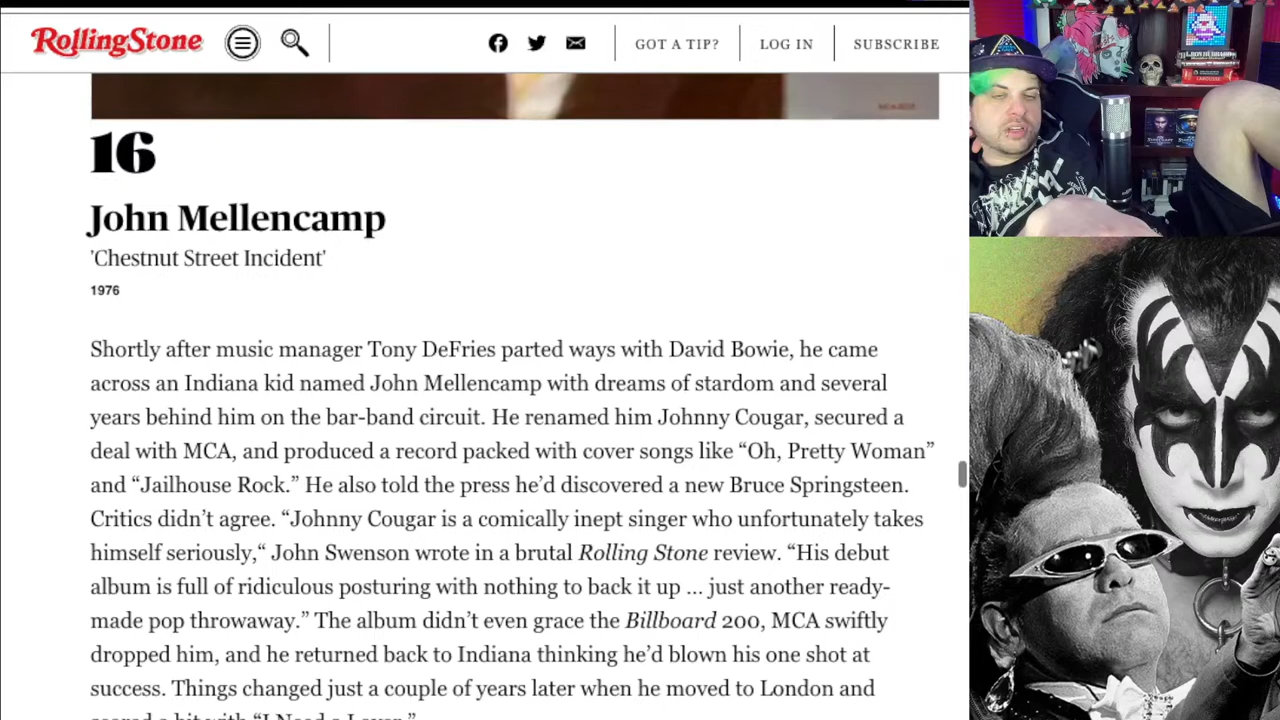 RollingStone
GOT A TIP?
LOG IN
SUBSCRIBE
16
John Mellencamp
'Chestnut Street Incident'
1976
Shortly after music manager Tony DeFries parted ways with David Bowie, he came
across an Indiana kid named John Mellencamp with dreams of stardom and several
years behind him on the bar-band circuit. He renamed him Johnny Cougar, secured a
deal with MCA, and produced a record packed with cover songs like “Oh, Pretty Woman”
and “Jailhouse Rock.” He also told the press he’d discovered a new Bruce Springsteen.
Critics didn’t agree. “Johnny Cougar is a comically inept singer who unfortunately takes
himself seriously,“ John Swenson wrote in a brutal Rolling Stone review. “His debut
album is full of ridiculous posturing with nothing to back it up ... just another ready-
made pop throwaway.” The album didn’t even grace the Billboard 200, MCA swiftly
dropped him, and he returned back to Indiana thinking he’d blown his one shot at
success. Things changed just a couple of years later when he moved to London and
scored a hit with “I Need a Lover.”